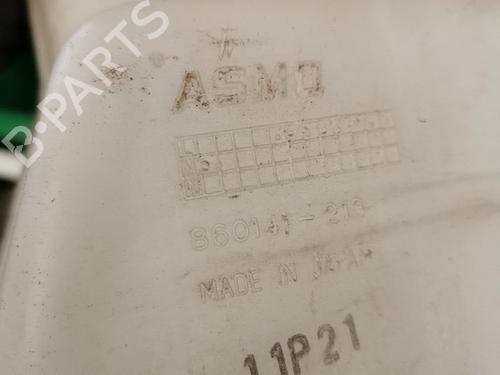 ASMO
860141-213
MADE IN JAPAN
11P21
B-PARTS